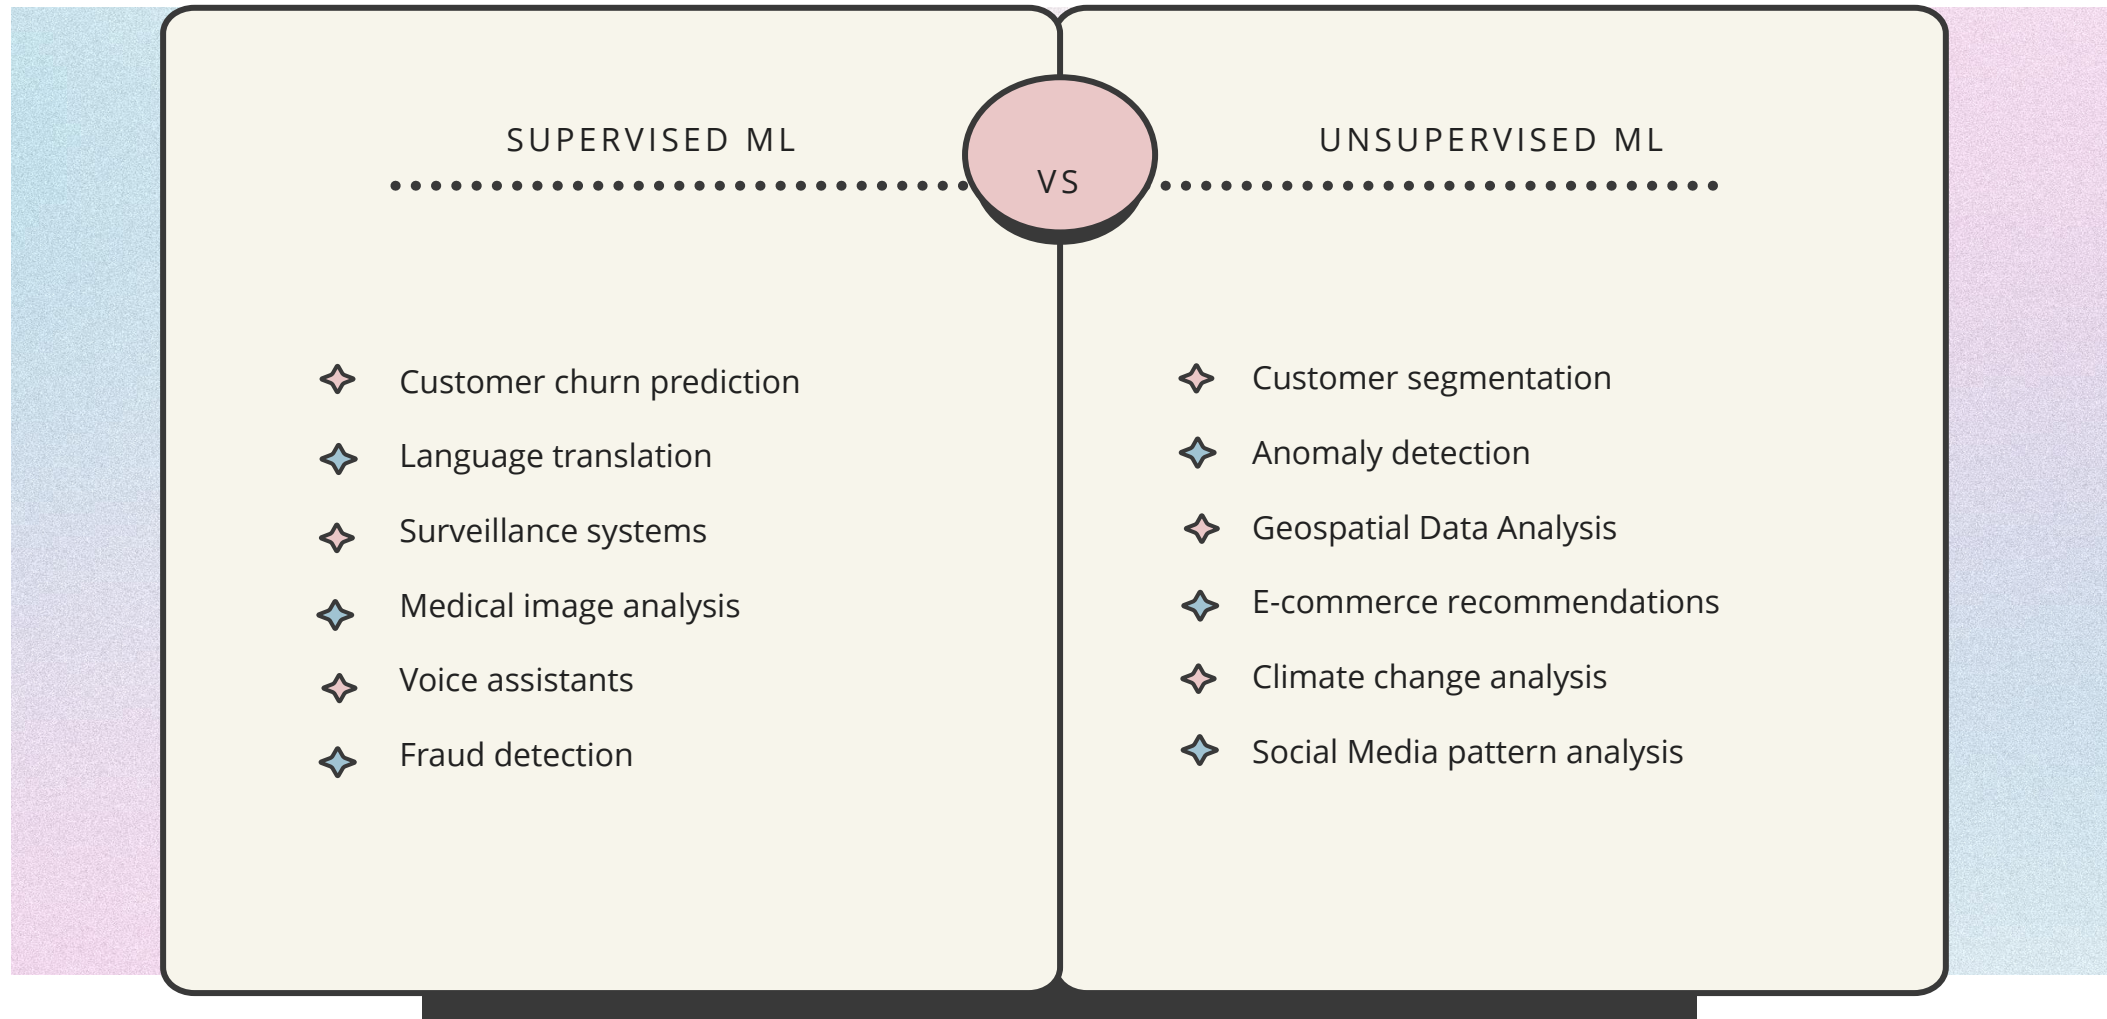 SUPERVISED ML
VS
UNSUPERVISED ML
Customer churn prediction
Language translation
Surveillance systems
Medical image analysis
Voice assistants
Fraud detection
Customer segmentation
Anomaly detection
Geospatial Data Analysis
E-commerce recommendations
Climate change analysis
Social Media pattern analysis